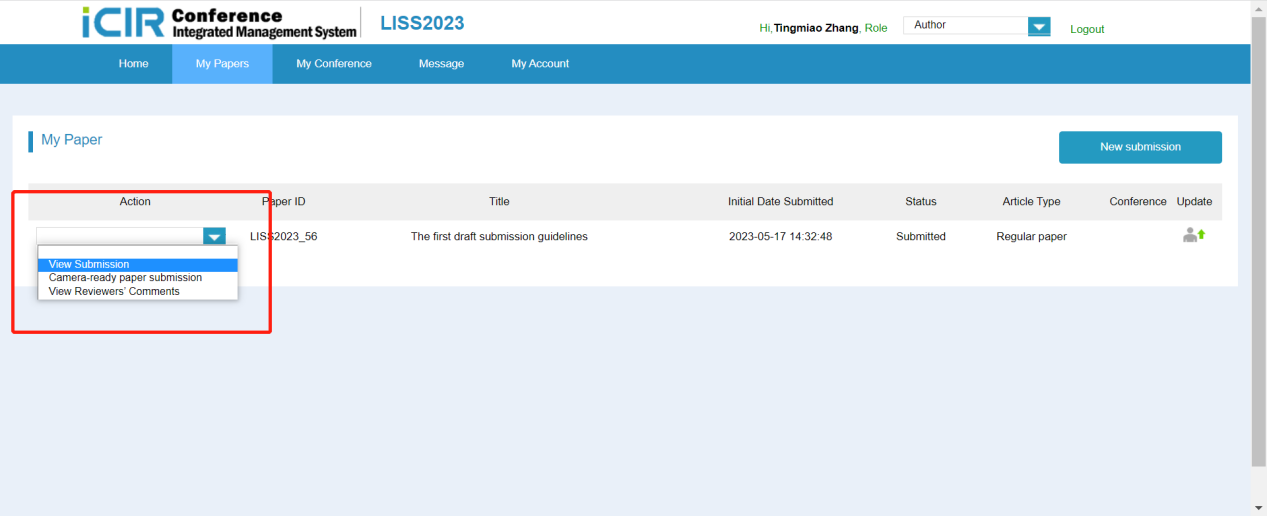 iCIR Conference Integrated Management System LISS2023
Hi,Tingmiao Zhang, Role Author Logout
Home My Papers My Conference Message My Account
My Paper
New submission
Action Paper ID Title Initial Date Submitted Status Article Type Conference Update
LISS2023_56 The first draft submission guidelines 2023-05-17 14:32:48 Submitted Regular paper
View Submission
Camera-ready paper submission
View Reviewers' Comments